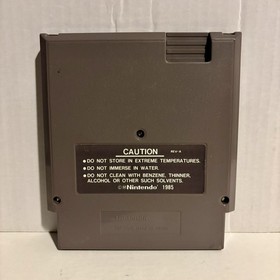 CAUTION REV-A
•DO NOT STORE IN EXTREME TEMPERATURES.
•DO NOT IMMERSE IN WATER.
•DO NOT CLEAN WITH BENZENE, THINNER,
ALCOHOL OR OTHER SUCH SOLVENTS.
©®Nintendo 1985